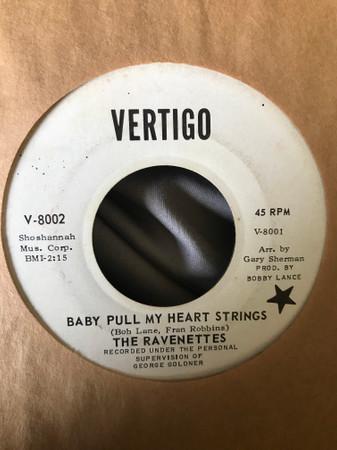 VERTIGO
V-8002
Shoshannah
Mus. Corp.
BMI-2:15
45 RPM
V-8001
Arr. by
Gary Sherman
PROD. BY
BOBBY LANCE
BABY PULL MY HEART STRINGS
(Bob Lane, Fran Robbins)
THE RAVENETTES
RECORDED UNDER THE PERSONAL
SUPERVISION OF
GEORGE GOLDNER